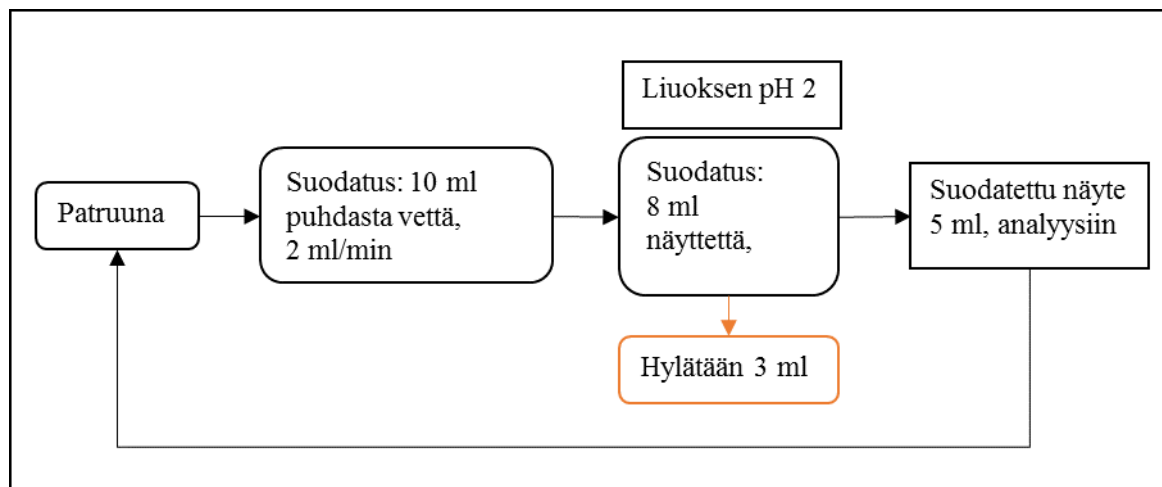 Liuoksen pH 2
Patruuna
Suodatus: 10 ml
puhdasta vettä,
2 ml/min
Suodatus:
8 ml
näyttettä,
Suodatettu näyte
5 ml, analyysiin
Hylätään 3 ml